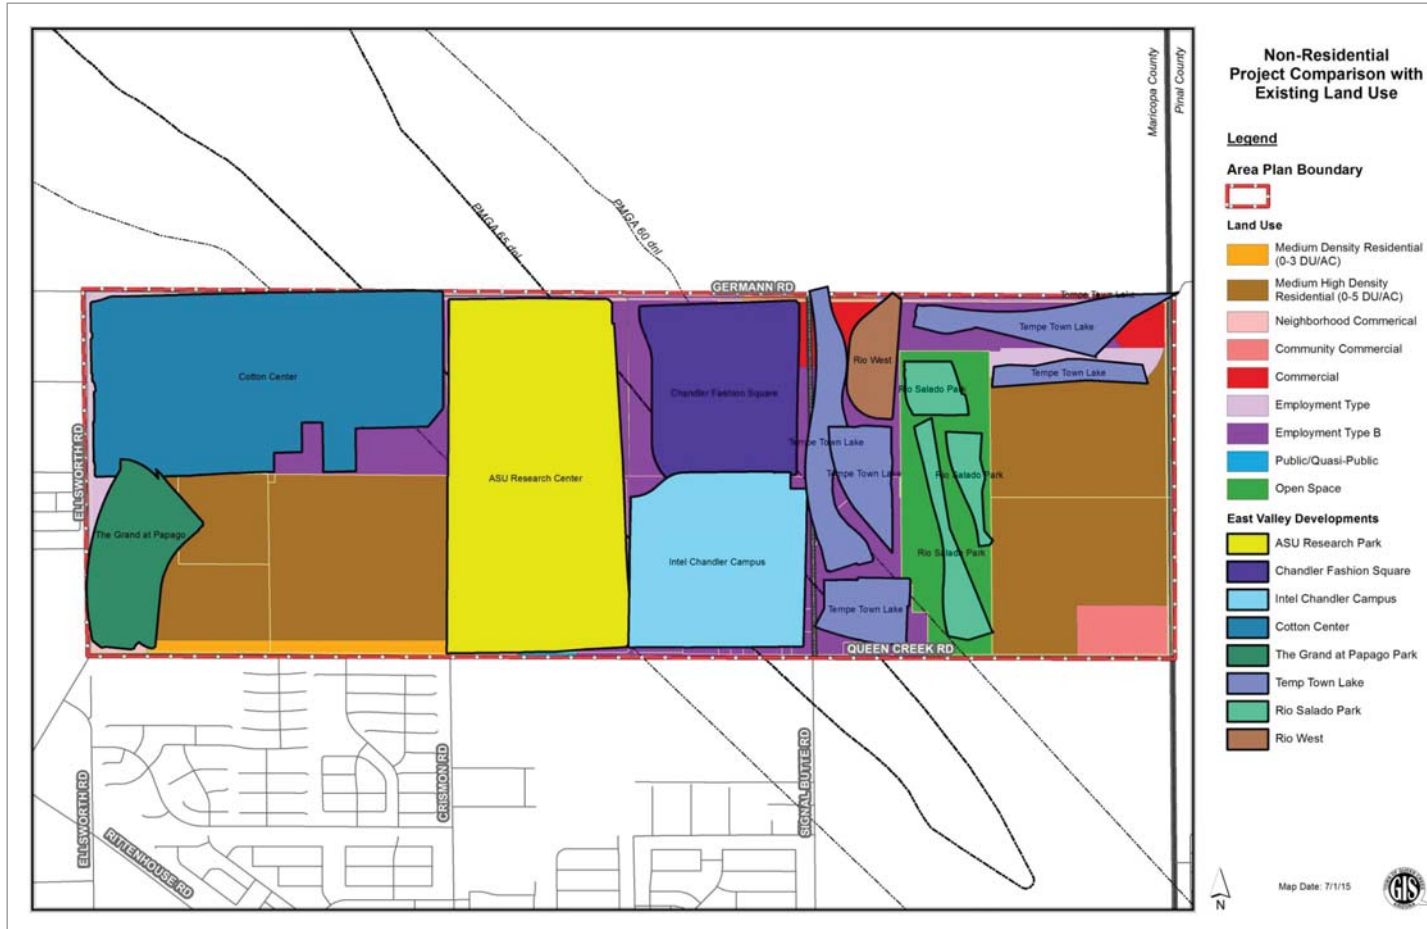 Non-Residential
Project Comparison with
Existing Land Use
Legend
Area Plan Boundary
Land Use
Medium Density Residential
(0-3 DU/AC)
Medium High Density
Residential (0-5 DU/AC)
Neighborhood Commerical
Community Commercial
Commercial
Employment Type
Employment Type B
Public/Quasi-Public
Open Space
East Valley Developments
ASU Research Park
Chandler Fashion Square
Intel Chandler Campus
Cotton Center
The Grand at Papago Park
Temp Town Lake
Rio Salado Park
Rio West
Map Date: 7/1/15
GIS
N
Maricopa County
Pinal County
PMGA 65 dnl
PMGA 60 dnl
GERMANN RD
Tempe Town Lake
Tempe Town Lake
Rio West
Tempe Town Lake
Cotton Center
Rio Salado Park
Chandler Fashion Square
Tempe Town Lake
ELLSWORTH RD
ASU Research Center
Tempe Town Lake
Rio Salado Park
The Grand at Papago
Intel Chandler Campus
Rio Salado Park
Tempe Town Lake
QUEEN CREEK RD
ELLSWORTH RD
CRISMON RD
SIGNAL BUTTE RD
RITTENHOUSE RD